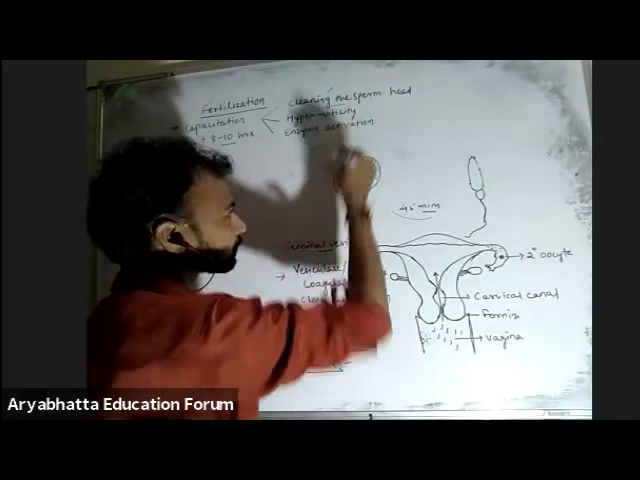 Fertilization
→ Capacitation
8-10 hrs
Cleaning the sperm head
Hypermotility
Enzyme activation
45 mins
→ 2° oocyte
→ Cervical canal
Fornix
→ vagina
Aryabhatta Education Forum